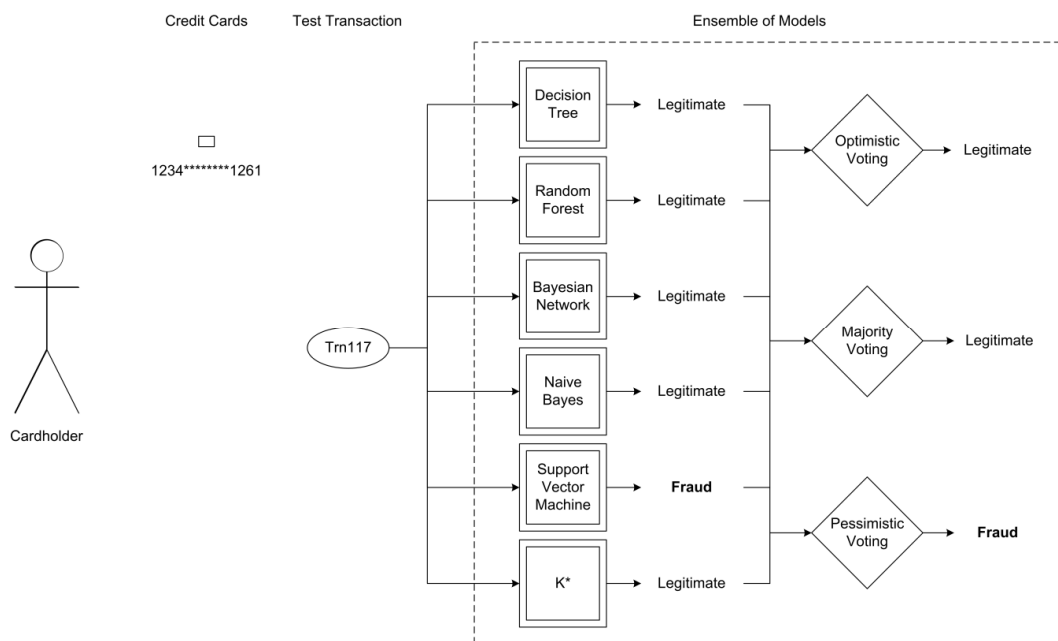 Credit Cards
Test Transaction
Ensemble of Models
1234********1261
Cardholder
Trn117
Decision
Tree
Legitimate
Random
Forest
Legitimate
Bayesian
Network
Legitimate
Naive
Bayes
Legitimate
Support
Vector
Machine
Fraud
K*
Legitimate
Optimistic
Voting
Legitimate
Majority
Voting
Legitimate
Pessimistic
Voting
Fraud